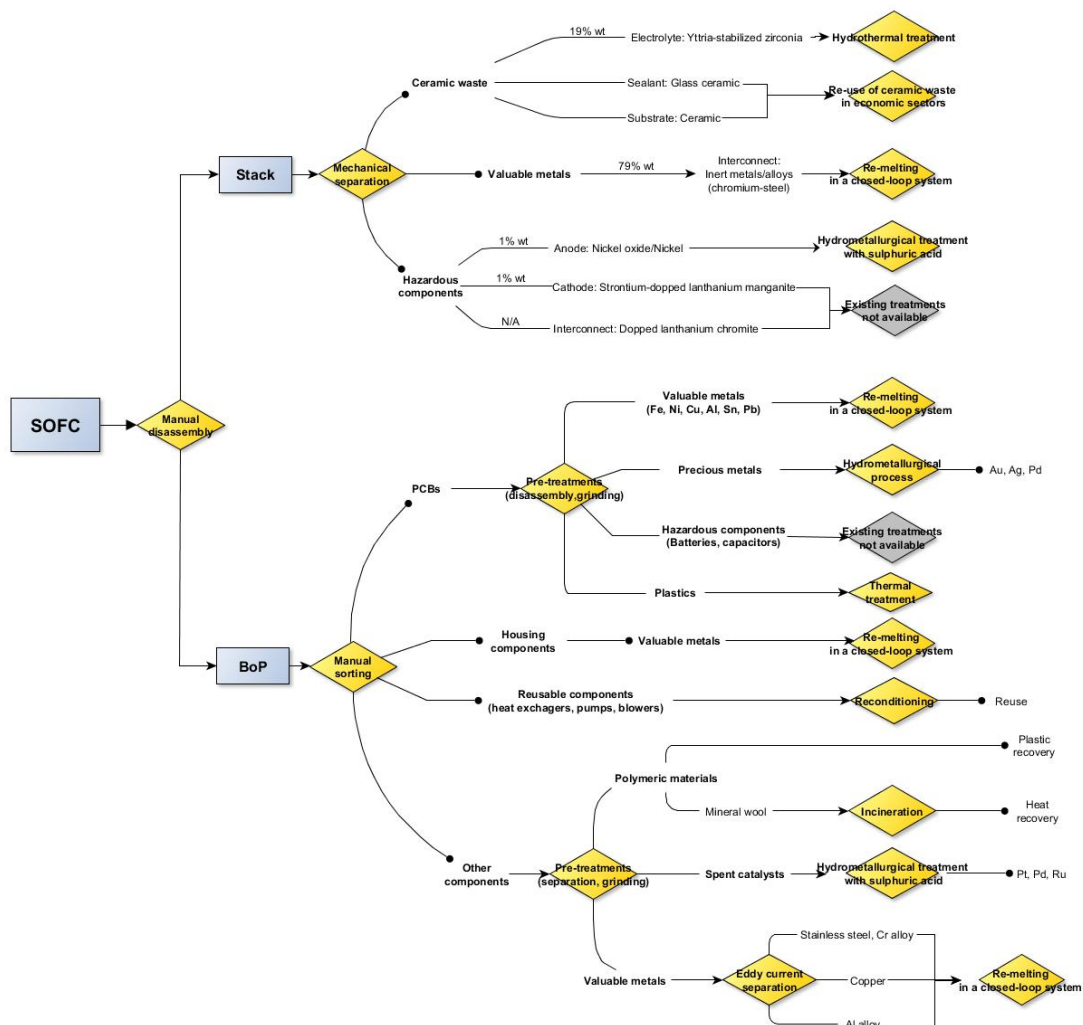 19% wt
Electrolyte: Yttria-stabilized zirconia
Hydrothermal treatment
Ceramic waste
Sealant: Glass ceramic
Re-use of ceramic waste
in economic sectors
Substrate: Ceramic
Stack
Mechanical
separation
Valuable metals
79% wt
Interconnect:
Inert metals/alloys
(chromium-steel)
Re-melting
in a closed-loop system
Hazardous
components
1% wt
Anode: Nickel oxide/Nickel
Hydrometallurgical treatment
with sulphuric acid
1% wt
Cathode: Strontium-dopped lanthanium manganite
Existing treatments
not available
N/A
Interconnect: Dopped lanthanium chromite
SOFC
Manual
disassembly
Valuable metals
(Fe, Ni, Cu, Al, Sn, Pb)
Re-melting
in a closed-loop system
PCBs
Pre-treatments
(disassembly,grinding)
Precious metals
Hydrometallurgical
process
Au, Ag, Pd
Hazardous components
(Batteries, capacitors)
Existing treatments
not available
Plastics
Thermal
treatment
BoP
Manual
sorting
Housing
components
Valuable metals
Re-melting
in a closed-loop system
Reusable components
(heat exchagers, pumps, blowers)
Reconditioning
Reuse
Polymeric materials
Plastic
recovery
Mineral wool
Incineration
Heat
recovery
Other
components
Pre-treatments
(separation, grinding)
Spent catalysts
Hydrometallurgical treatment
with sulphuric acid
Pt, Pd, Ru
Valuable metals
Eddy current
separation
Stainless steel, Cr alloy
Copper
Al alloy
Re-melting
in a closed-loop system